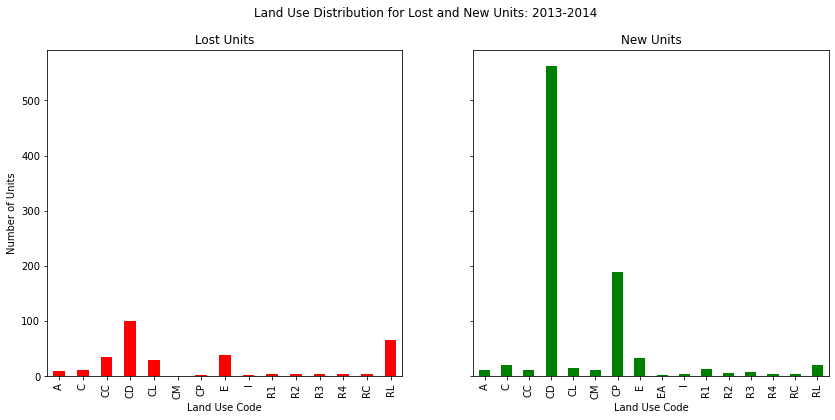 Land Use Distribution for Lost and New Units: 2013-2014
Lost Units
Number of Units
500
400
300
200
100
0
A C CC CD CL CM CP E I R1 R2 R3 R4 RC RL
Land Use Code
New Units
A C CC CD CL CM CP E EA I R1 R2 R3 R4 RC RL
Land Use Code